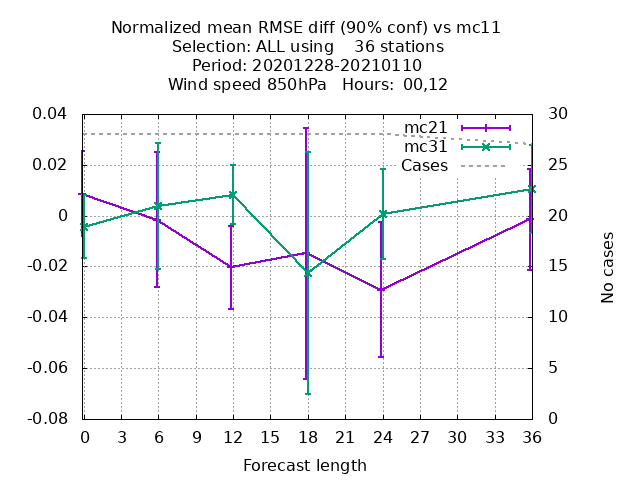 Normalized mean RMSE diff (90% conf) vs mc11
Selection: ALL using    36 stations
Period: 20201228-20210110
Wind speed 850hPa   Hours:  00,12
mc21
mc31
Cases
0.04
0.02
0
-0.02
-0.04
-0.06
-0.08
30
25
20
15
10
5
0
No cases
0 3 6 9 12 15 18 21 24 27 30 33 36
Forecast length